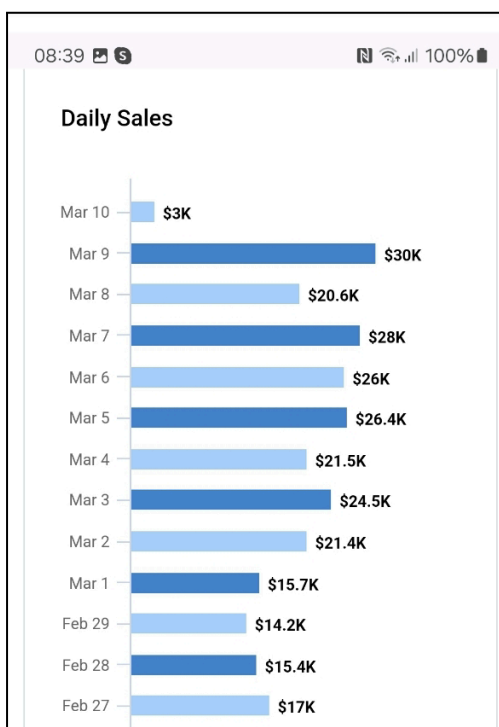 08:39 100%
Daily Sales
Mar 10 $3K
Mar 9 $30K
Mar 8 $20.6K
Mar 7 $28K
Mar 6 $26K
Mar 5 $26.4K
Mar 4 $21.5K
Mar 3 $24.5K
Mar 2 $21.4K
Mar 1 $15.7K
Feb 29 $14.2K
Feb 28 $15.4K
Feb 27 $17K